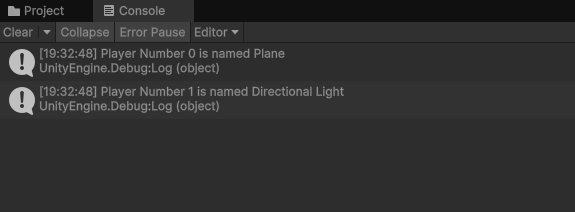 Project Console
Clear Collapse Error Pause Editor
[19:32:48] Player Number 0 is named Plane
UnityEngine.Debug:Log (object)
[19:32:48] Player Number 1 is named Directional Light
UnityEngine.Debug:Log (object)